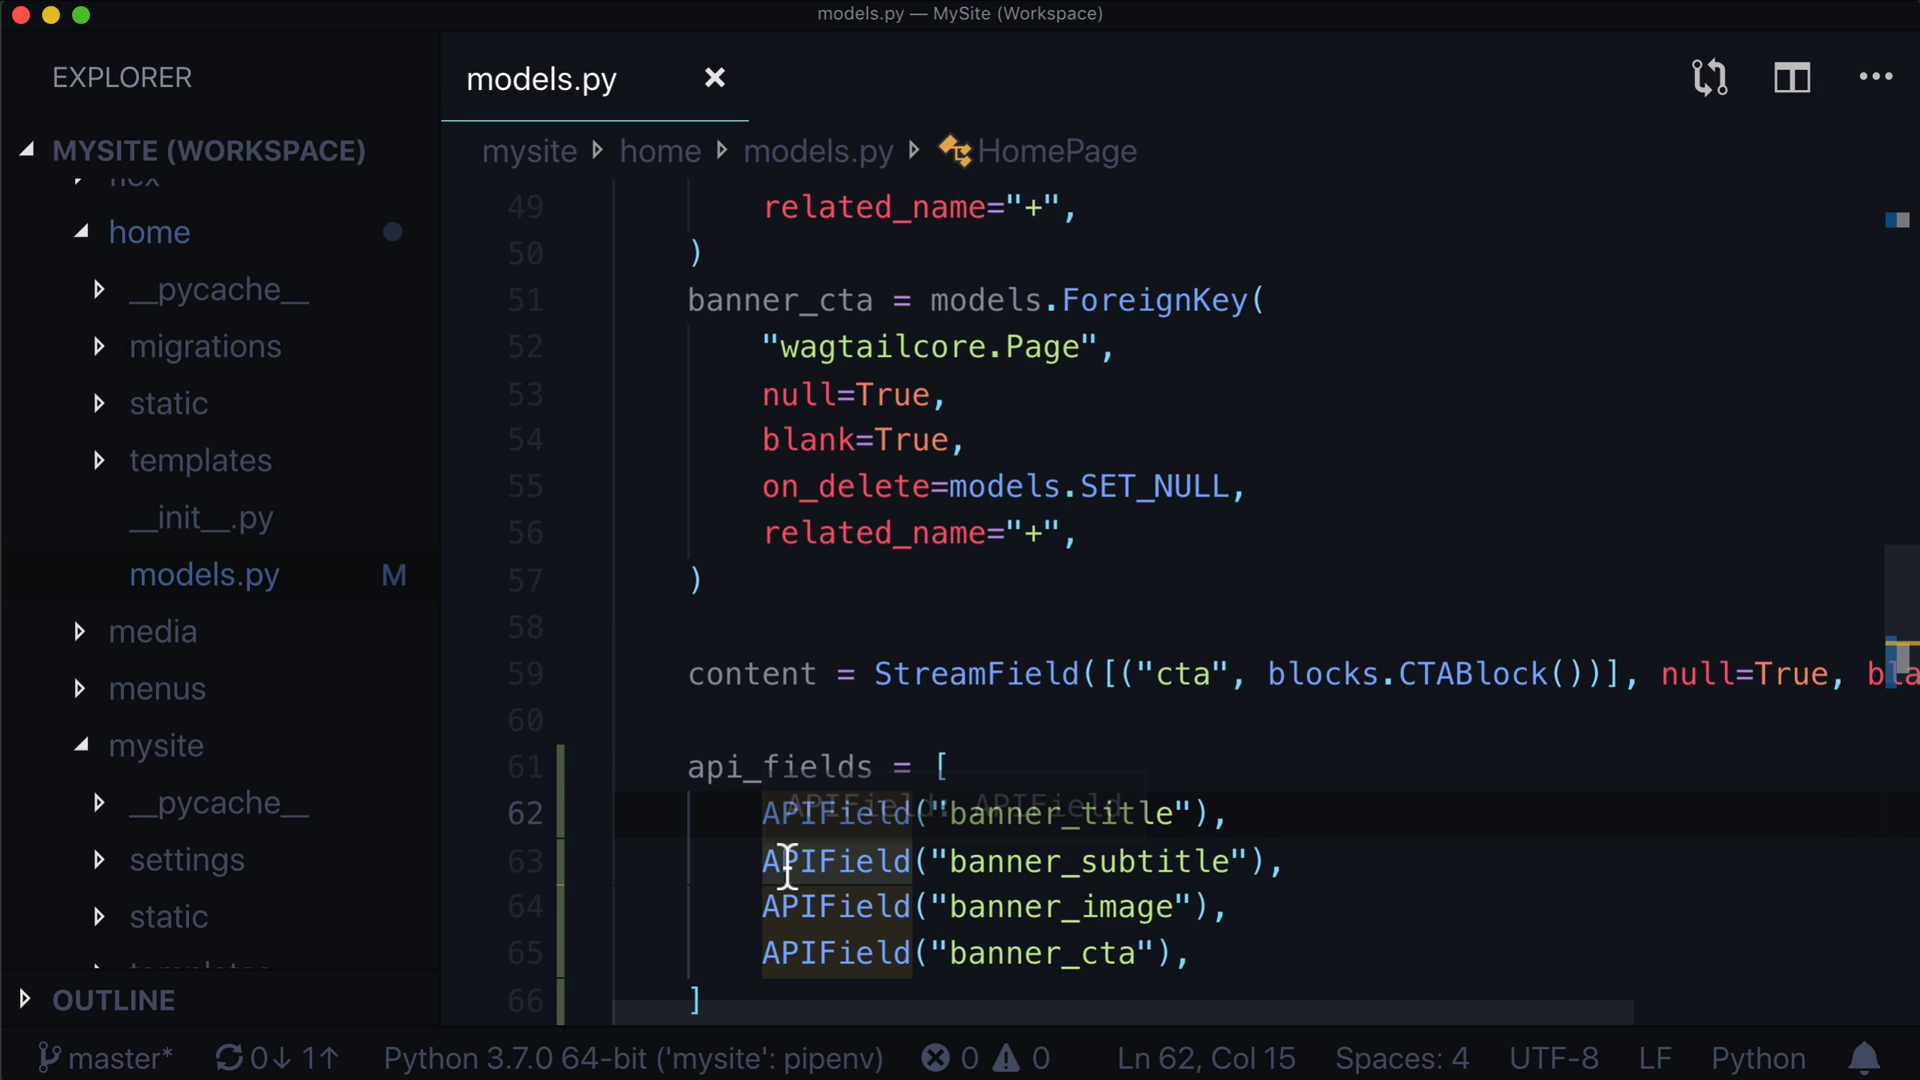 models.py — MySite (Workspace)
EXPLORER
models.py
MYSITE (WORKSPACE)
mysite home models.py HomePage
home
__pycache__
migrations
static
templates
__init__.py
models.py M
media
menus
mysite
__pycache__
settings
static
templates
OUTLINE
49 related_name="+",
50 )
51 banner_cta = models.ForeignKey(
52 "wagtailcore.Page",
53 null=True,
54 blank=True,
55 on_delete=models.SET_NULL,
56 related_name="+",
57 )
58
59 content = StreamField([("cta", blocks.CTABlock())], null=True, bla
60
61 api_fields = [
62 APIField("banner_title"),
63 APIField("banner_subtitle"),
64 APIField("banner_image"),
65 APIField("banner_cta"),
66 ]
master* 0↓ 1↑ Python 3.7.0 64-bit ('mysite': pipenv) 0 0 Ln 62, Col 15 Spaces: 4 UTF-8 LF Python